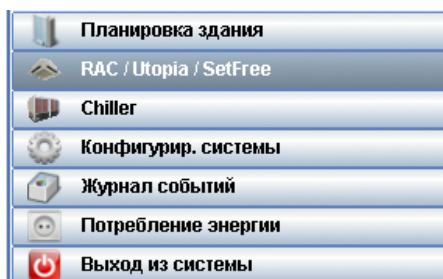 Планировка здания
RAC / Utopia / SetFree
Chiller
Конфигурир. системы
Журнал событий
Потребление энергии
Выход из системы